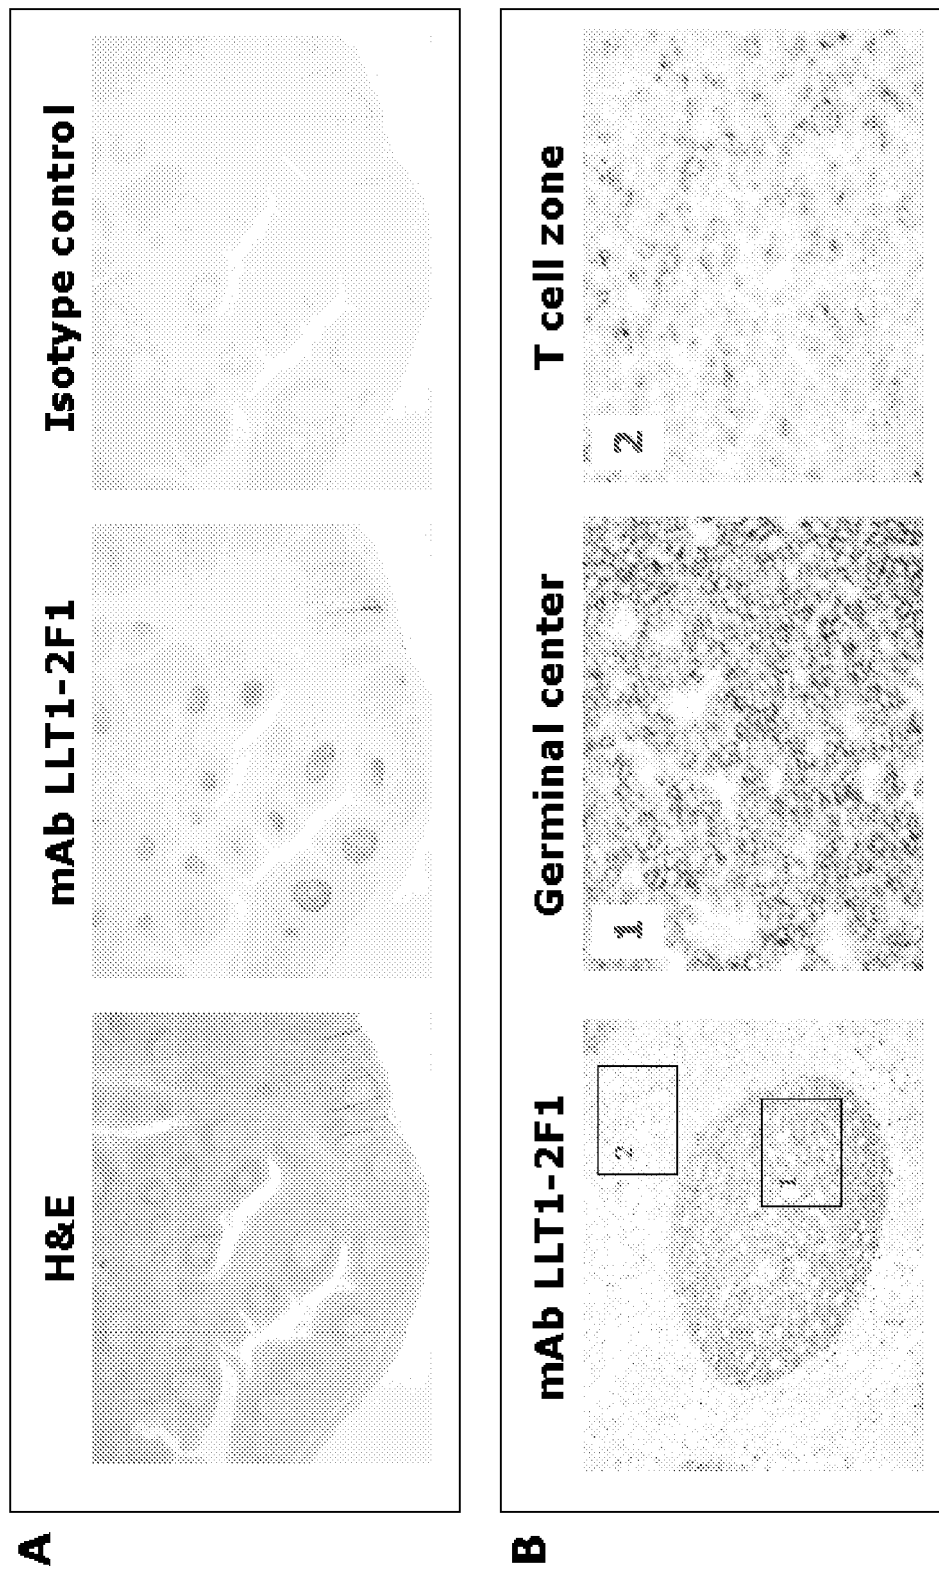 A
H&E
mAb LLT1-2F1
Isotype control
B
mAb LLT1-2F1
1
2
Germinal center
1
T cell zone
2